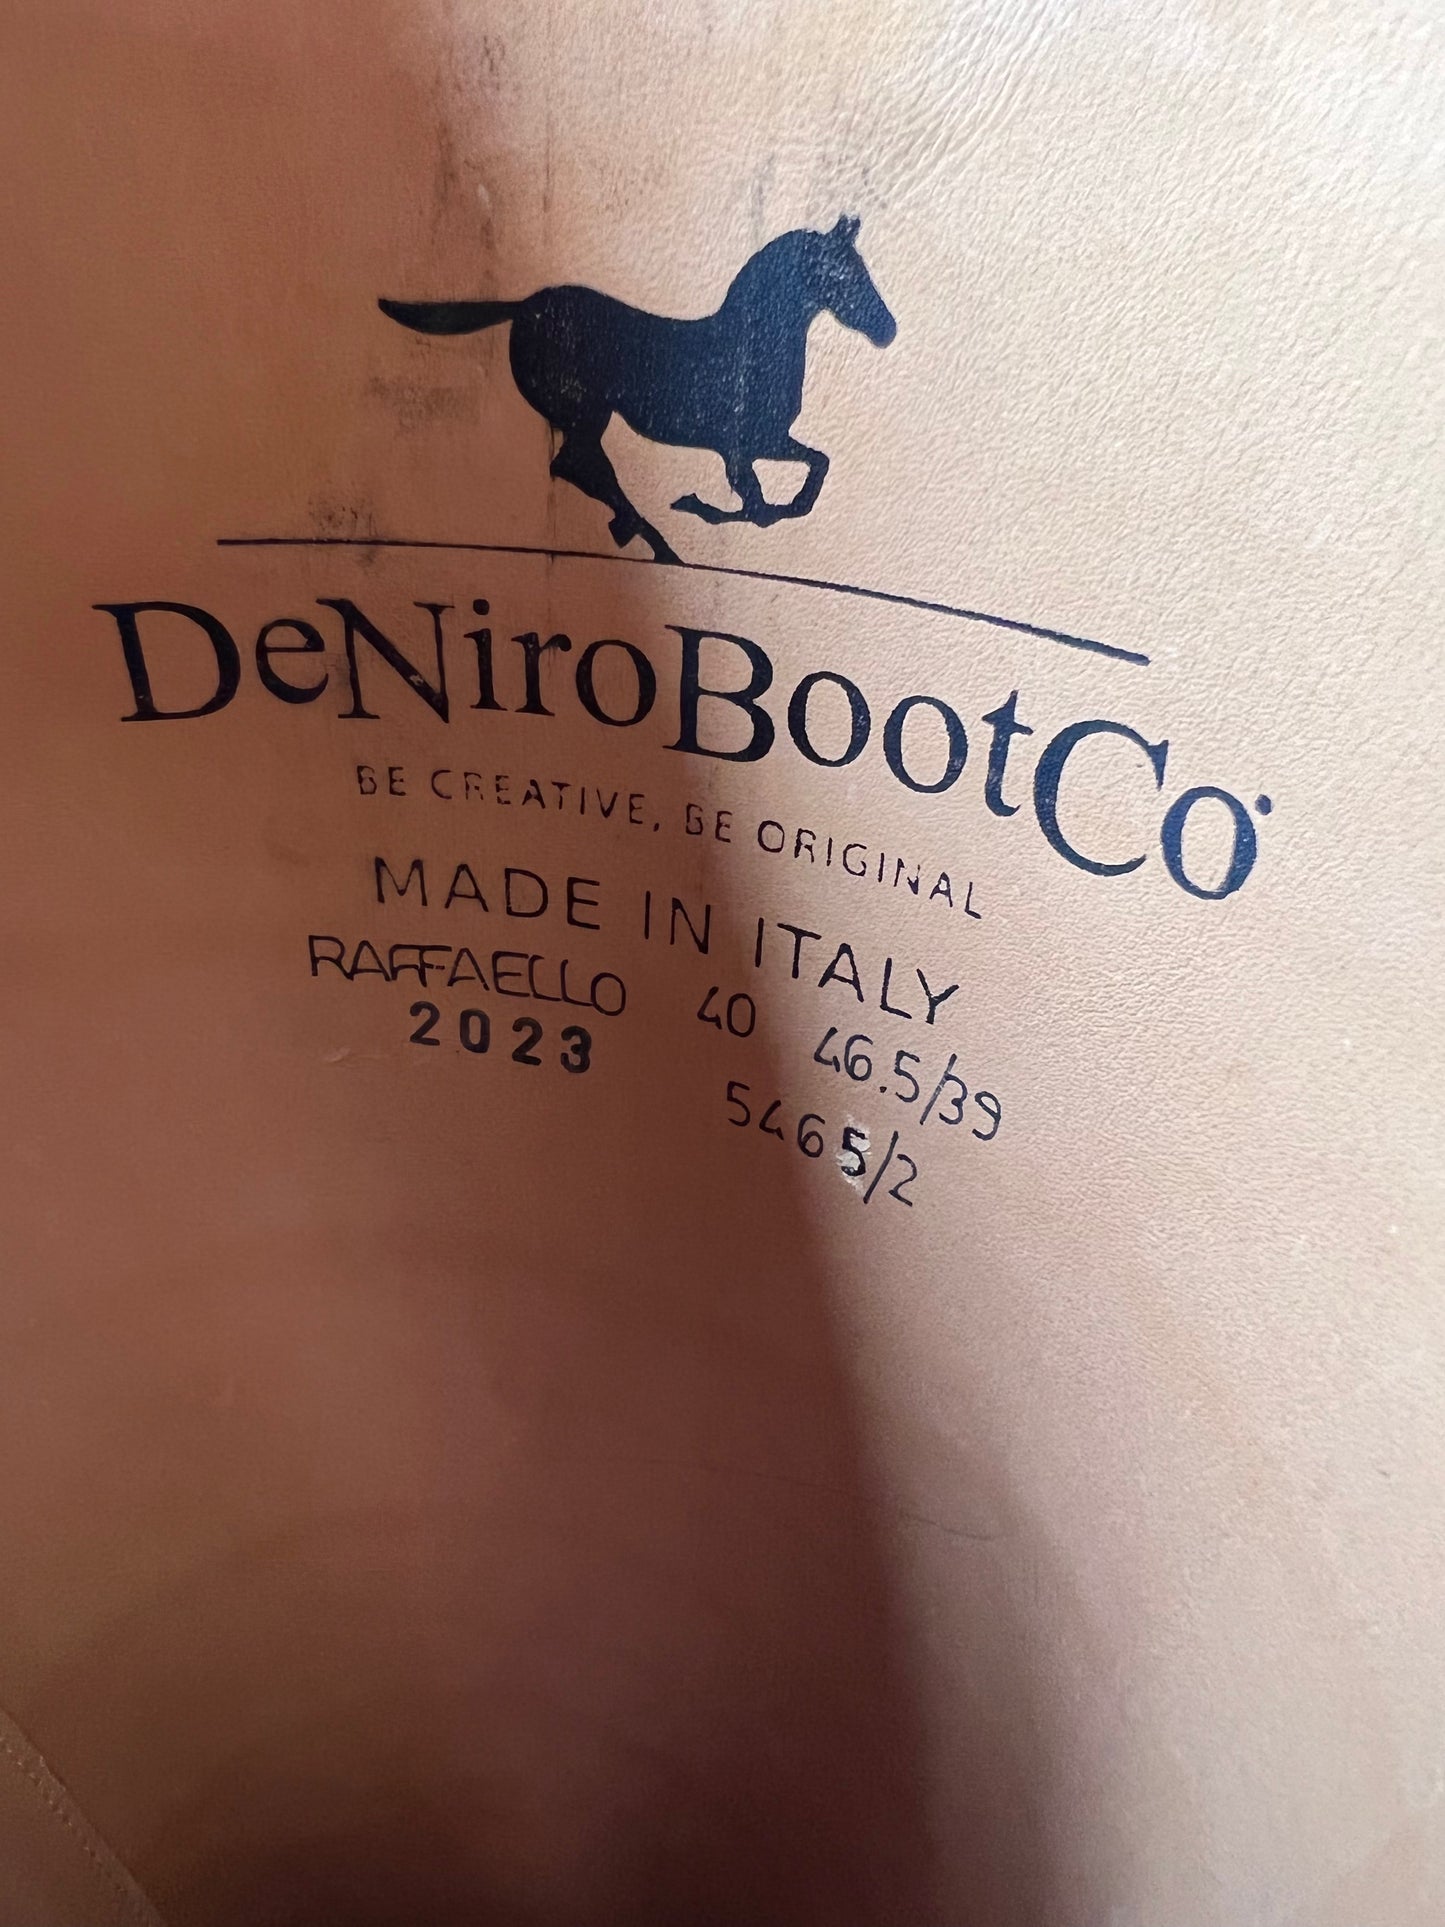 DeNiroBootCo
BE CREATIVE, BE ORIGINAL
MADE IN ITALY
RAFFAELLO 40 46.5/39
2023 5465/2